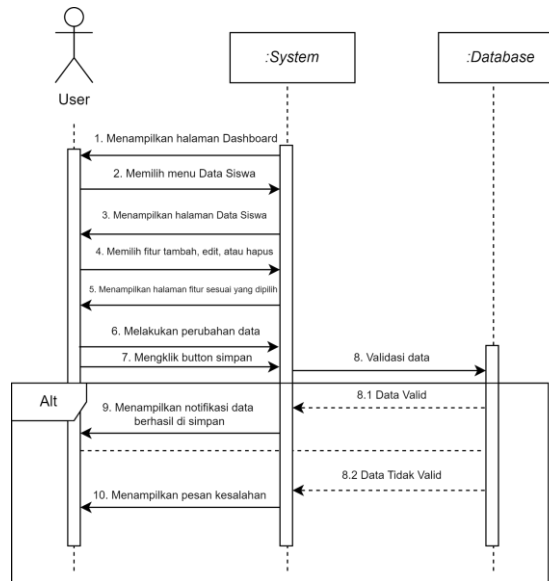 :System
:Database
User
1. Menampilkan halaman Dashboard
2. Memilih menu Data Siswa
3. Menampilkan halaman Data Siswa
4. Memilih fitur tambah, edit, atau hapus
5. Menampilkan halaman fitur sesuai yang dipilih
6. Melakukan perubahan data
7. Mengklik button simpan
8. Validasi data
Alt
8.1 Data Valid
9. Menampilkan notifikasi data
berhasil di simpan
8.2 Data Tidak Valid
10. Menampilkan pesan kesalahan